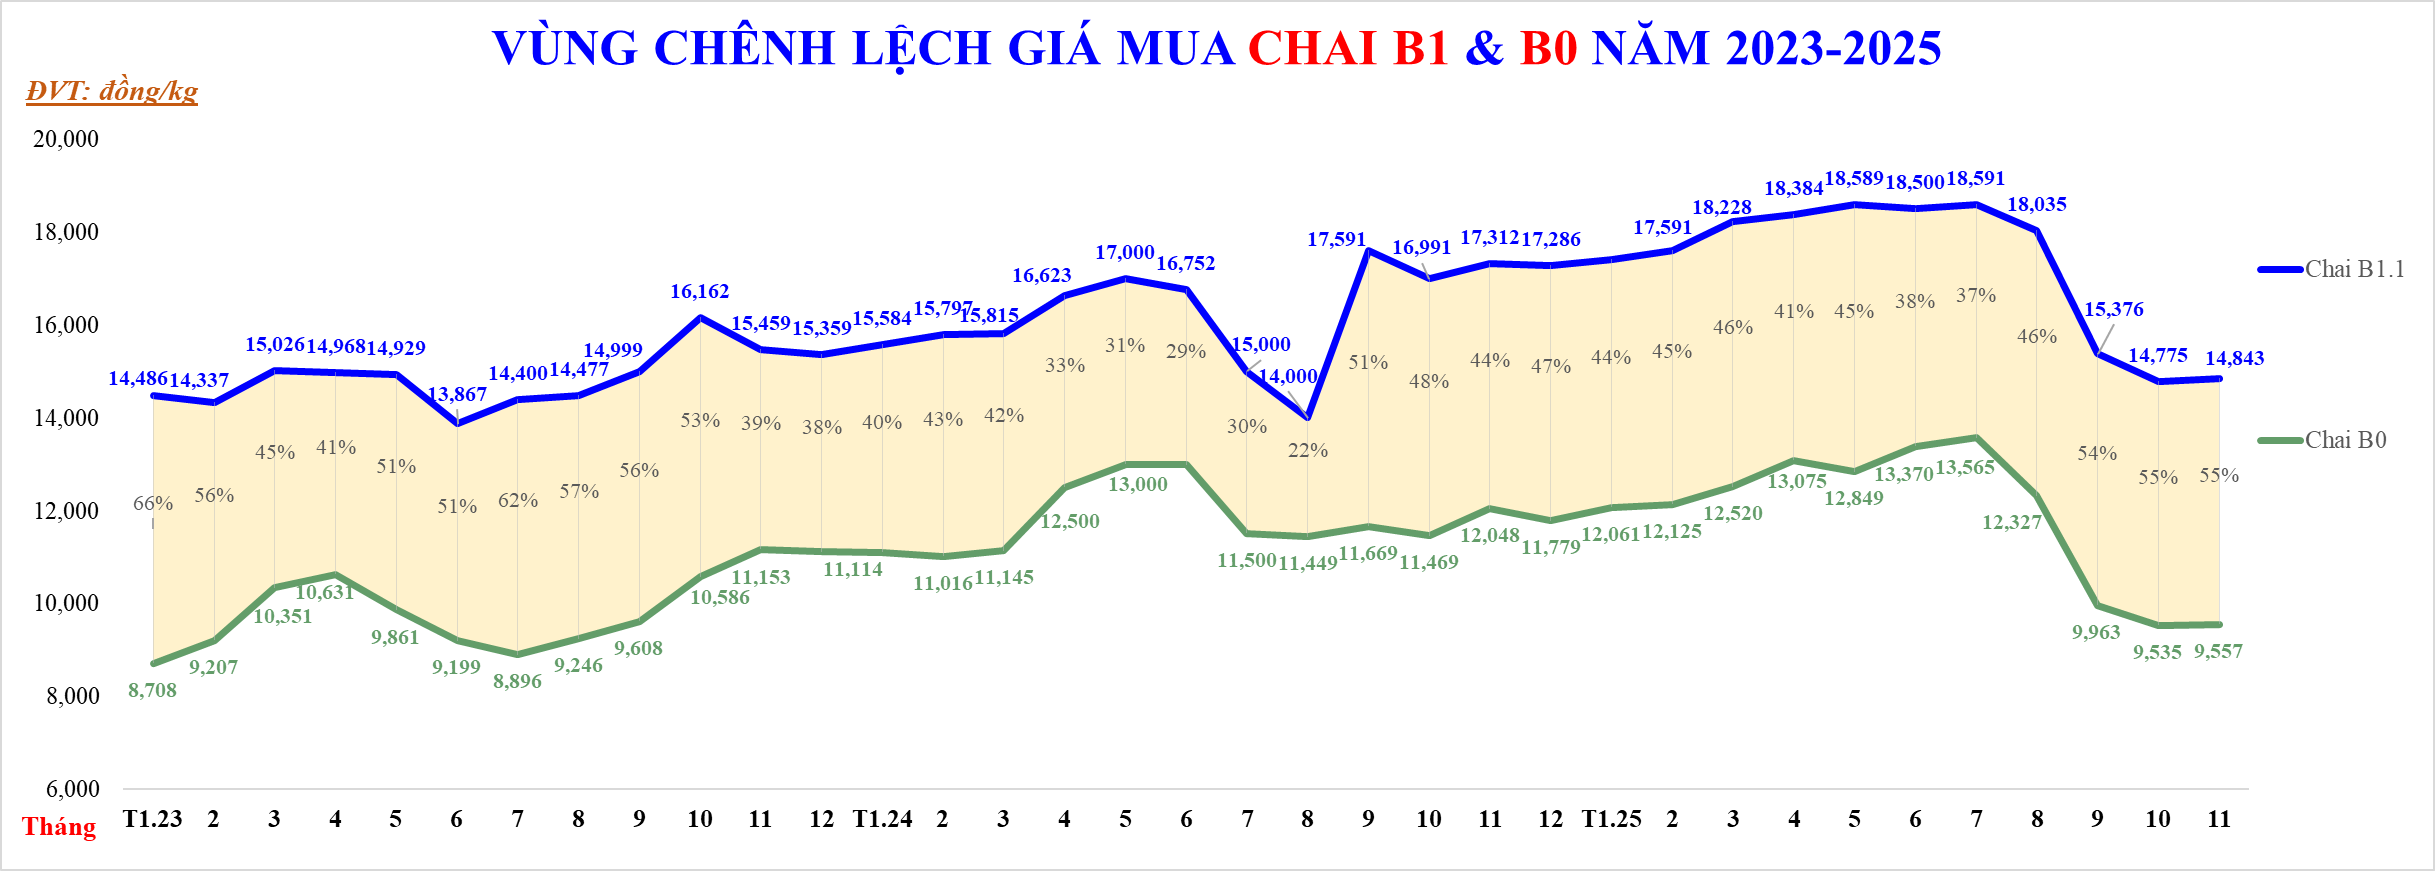 VÙNG CHÊNH LỆCH GIÁ MUA CHAI B1 & B0 NĂM 2023-2025
ĐVT: đồng/kg
20,000
18,000
16,000
14,000
12,000
10,000
8,000
6,000
14,486 14,337 15,026 14,968 14,929 13,867 14,400 14,477 14,999 16,162 15,459 15,359 15,584 15,797 15,815 16,623 17,000 16,752 15,000 14,000 17,591 16,991 17,312 17,286 17,591 18,228 18,384 18,589 18,500 18,591 18,035 15,376 14,775 14,843
66% 56% 45% 41% 51% 51% 62% 57% 56% 53% 39% 38% 40% 43% 42% 33% 31% 29% 30% 22% 51% 48% 44% 47% 44% 45% 46% 41% 45% 38% 37% 46% 54% 55% 55%
8,708 9,207 10,351 10,631 9,861 9,199 8,896 9,246 9,608 10,586 11,153 11,114 11,016 11,145 12,500 13,000 11,500 11,449 11,669 11,469 12,048 11,779 12,061 12,125 12,520 13,075 12,849 13,370 13,565 12,327 9,963 9,535 9,557
Chai B1.1
Chai B0
Tháng
T1.23 2 3 4 5 6 7 8 9 10 11 12 T1.24 2 3 4 5 6 7 8 9 10 11 12 T1.25 2 3 4 5 6 7 8 9 10 11